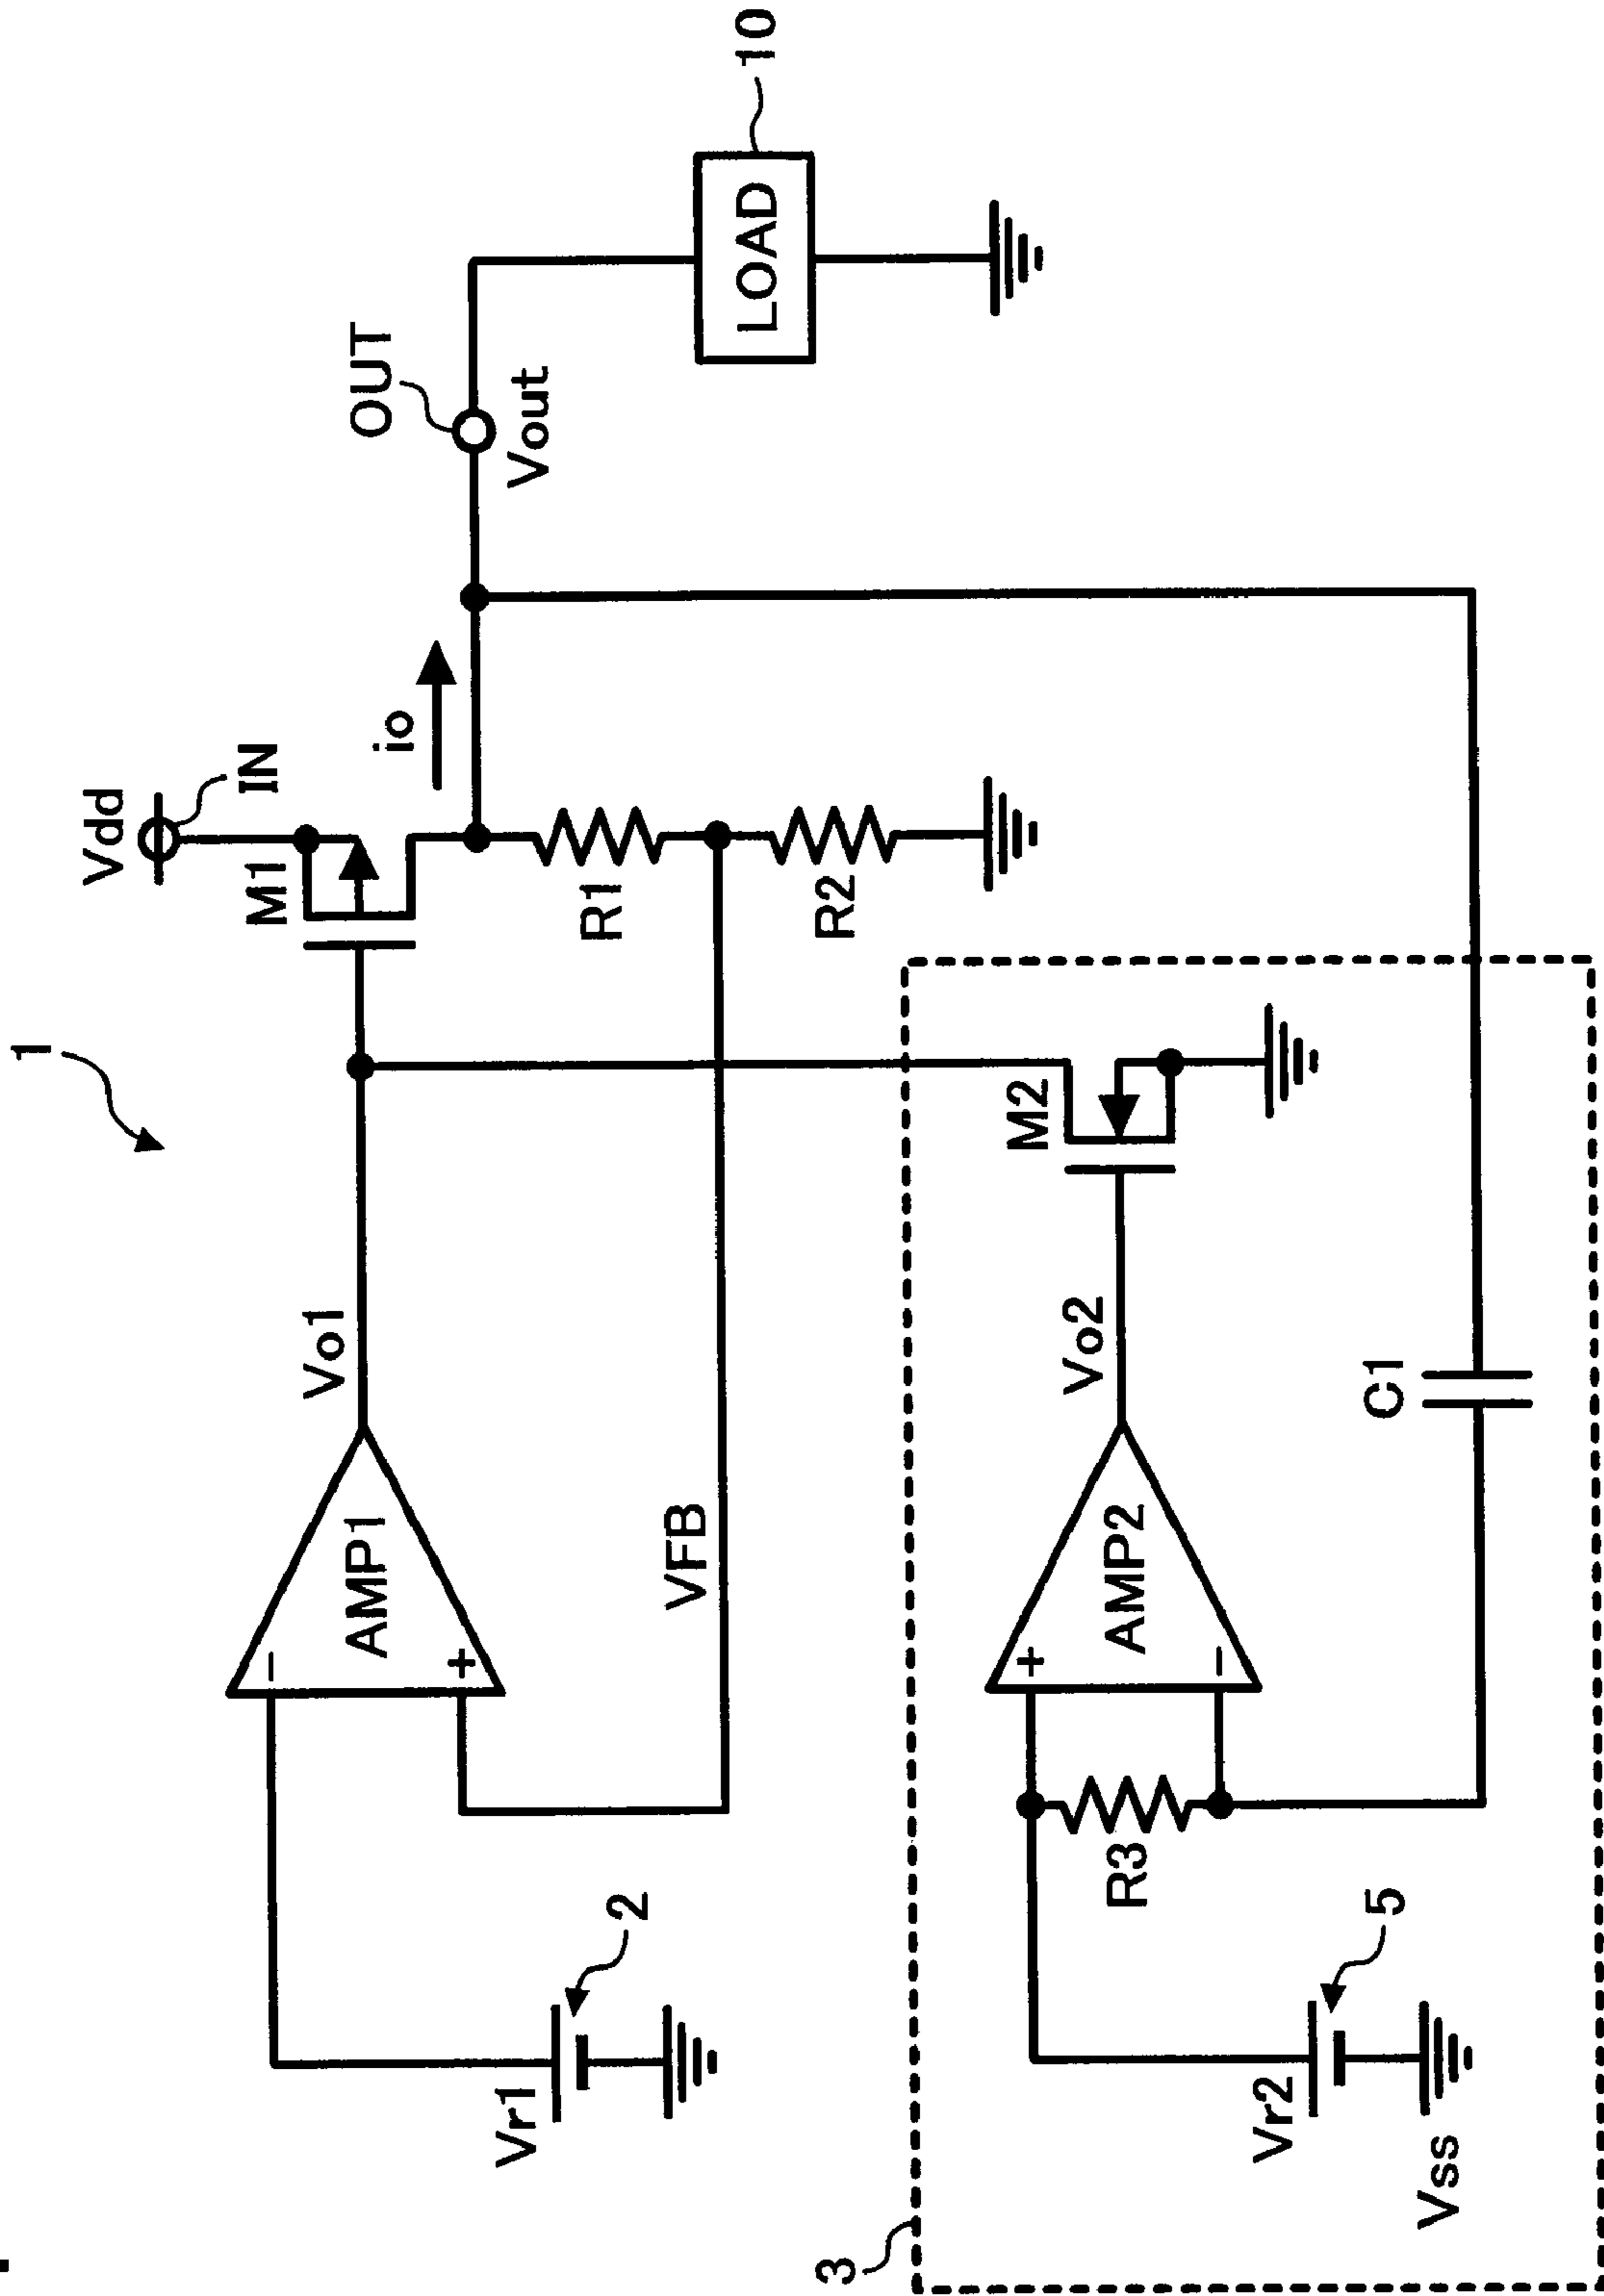 1
Vdd
IN
M1
io
OUT
Vout
LOAD
10
R1
R2
Vo1
AMP1
-
+
VFB
Vr1
2
3
M2
Vo2
AMP2
+
-
R3
C1
Vr2
5
Vss